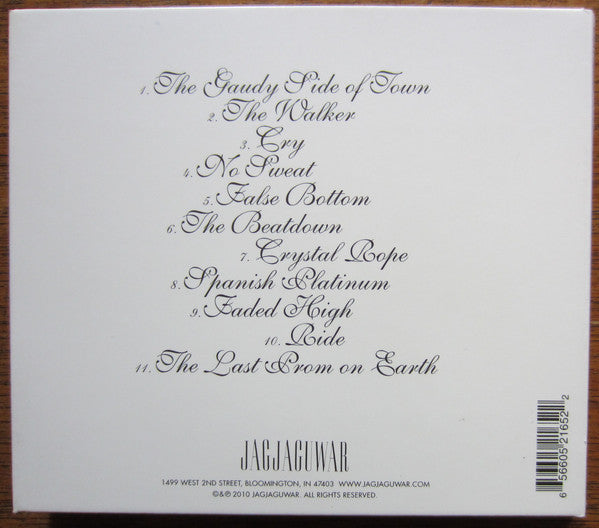 1. The Gaudy Side of Town
2. The Walker
3. Cry
4. No Sweat
5. False Bottom
6. The Beatdown
7. Crystal Rope
8. Spanish Platinum
9. Faded High
10. Ride
11. The Last Prom on Earth
JAGJAGUWAR
1499 WEST 2ND STREET, BLOOMINGTON, IN 47403 WWW.JAGJAGUWAR.COM
©&℗ 2010 JAGJAGUWAR. ALL RIGHTS RESERVED.
6 56605 21652 2